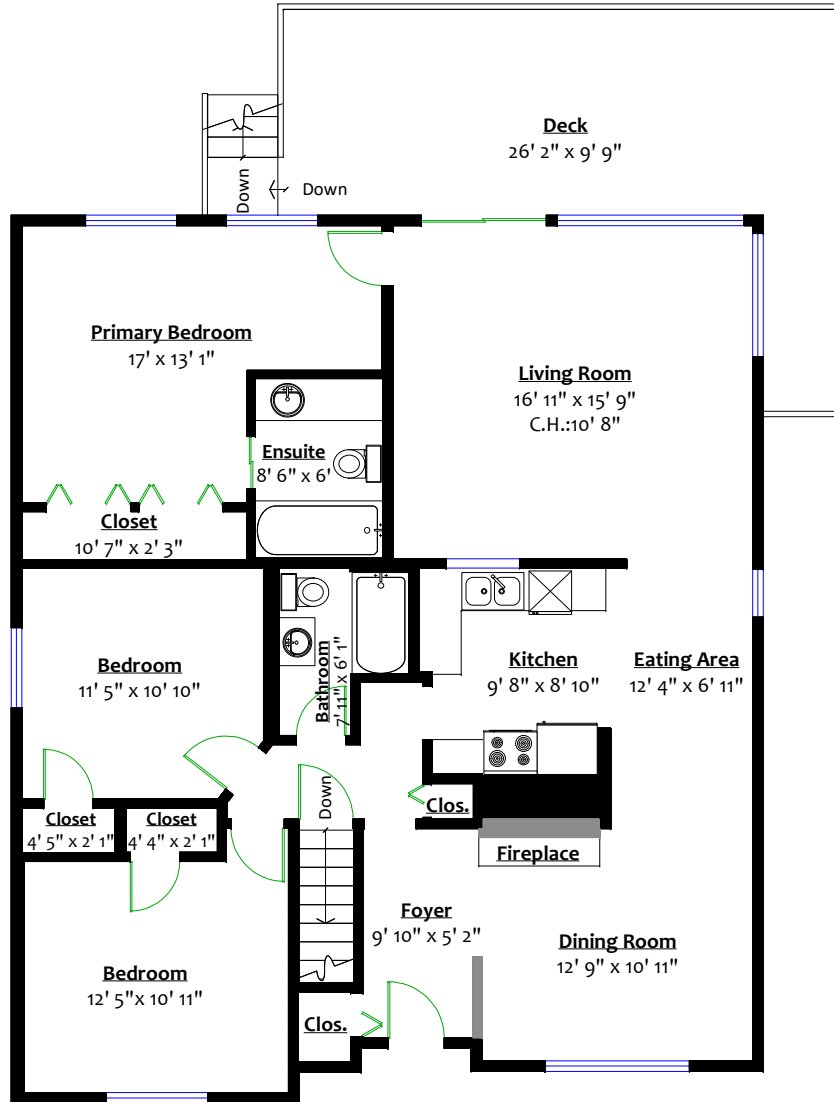 Deck
26' 2" x 9' 9"
Down
Down
Primary Bedroom
17' x 13' 1"
Living Room
16' 11" x 15' 9"
C.H.:10' 8"
Ensuite
8' 6" x 6'
Closet
10' 7" x 2' 3"
Bedroom
11' 5" x 10' 10"
Bathroom
7' 11" x 6' 1"
Kitchen
9' 8" x 8' 10"
Eating Area
12' 4" x 6' 11"
Closet
4' 5" x 2' 1"
Closet
4' 4" x 2' 1"
Down
Clos.
Fireplace
Foyer
9' 10" x 5' 2"
Dining Room
12' 9" x 10' 11"
Bedroom
12' 5"x 10' 11"
Clos.